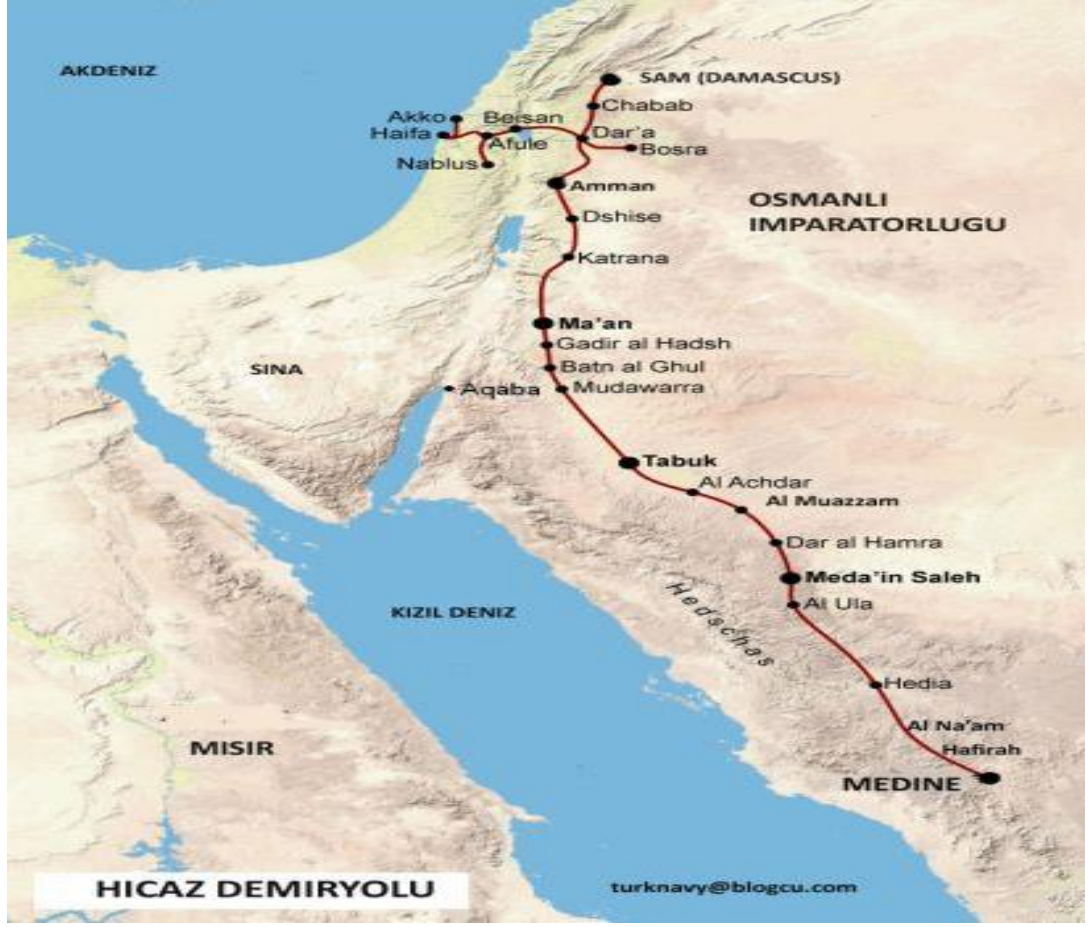 AKDENIZ
SAM (DAMASCUS)
Chabab
Akko
Beisan
Haifa
Afule
Dar'a
Bosra
Nablus
Amman
OSMANLI
IMPARATORLUGU
Dshise
Katrana
Ma'an
Gadir al Hadsh
Batn al Ghul
SINA
Aqaba
Mudawarra
Tabuk
Al Achdar
Al Muazzam
Dar al Hamra
Meda'in Saleh
Al Ula
KIZIL DENIZ
Hedschas
Hedia
Al Na'am
Hafirah
MISIR
MEDINE
HICAZ DEMIRYOLU
turknavy@blogcu.com